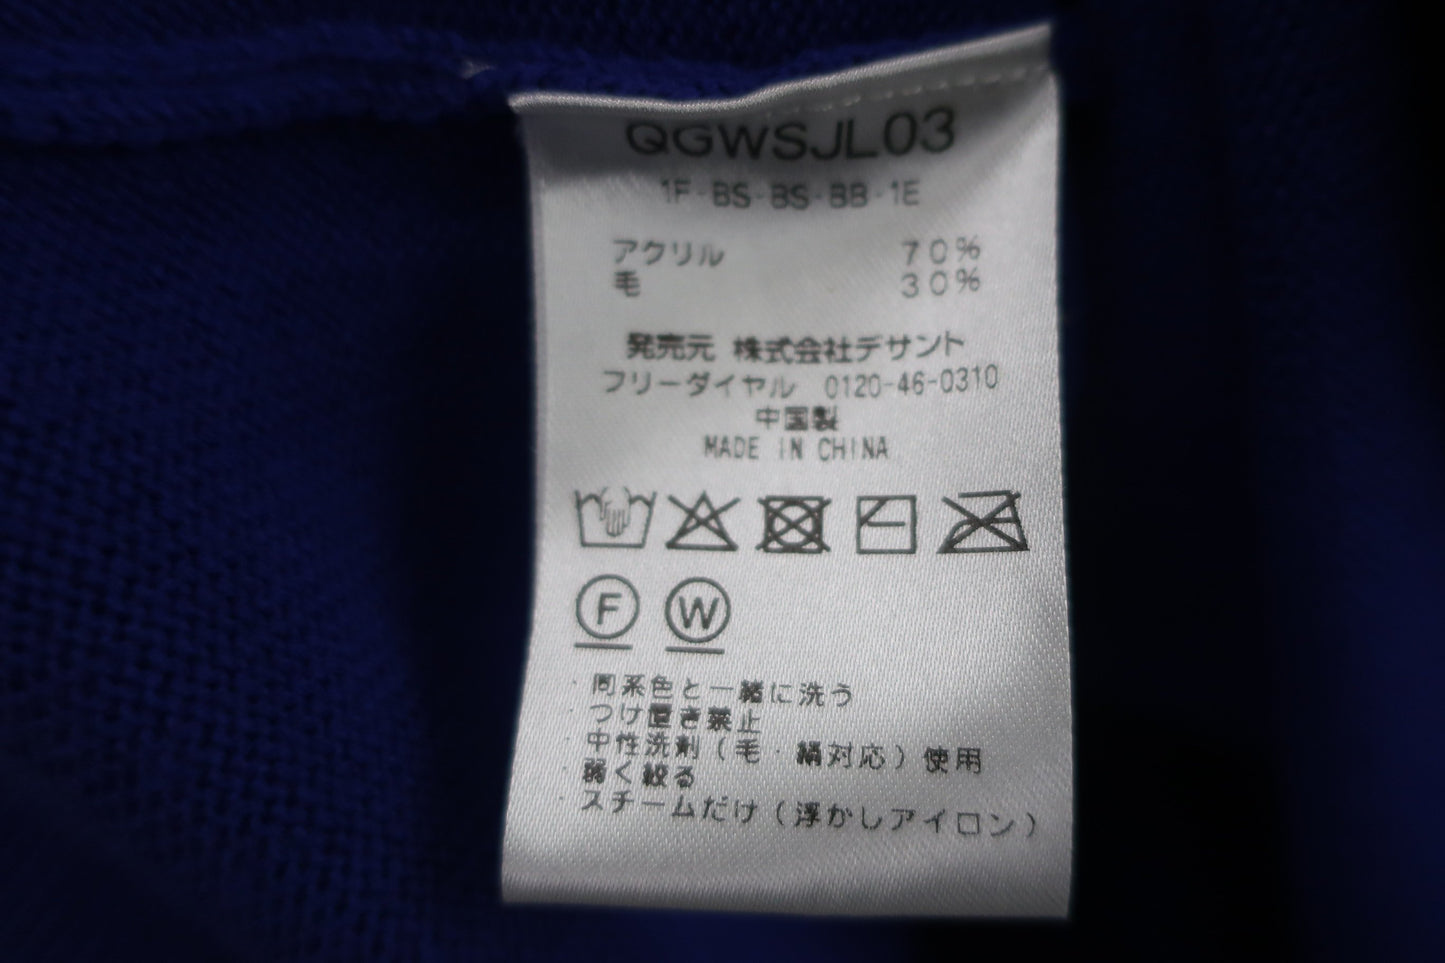 QGWSJL03
1F-BS-BS-BB-1E
アクリル 70%
毛 30%
発売元 株式会社デサント
フリーダイヤル 0120-46-0310
中国製
MADE IN CHINA
F W
・同系色と一緒に洗う
・つけ置き禁止
・中性洗剤(毛・絹対応)使用
・弱く絞る
・スチームだけ(浮かしアイロン)